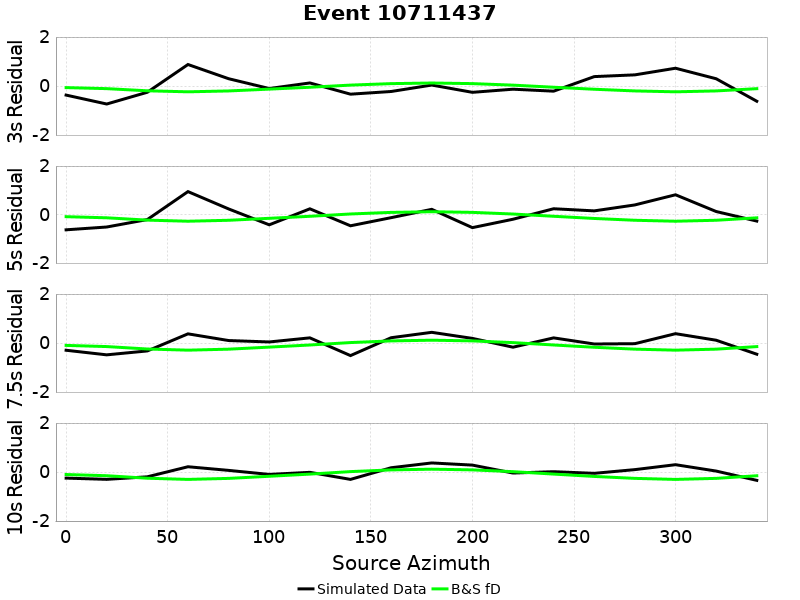 Event 10711437
3s Residual
2
0
-2
5s Residual
2
0
-2
7.5s Residual
2
0
-2
10s Residual
2
0
-2
0 50 100 150 200 250 300
Source Azimuth
Simulated Data B&S fD